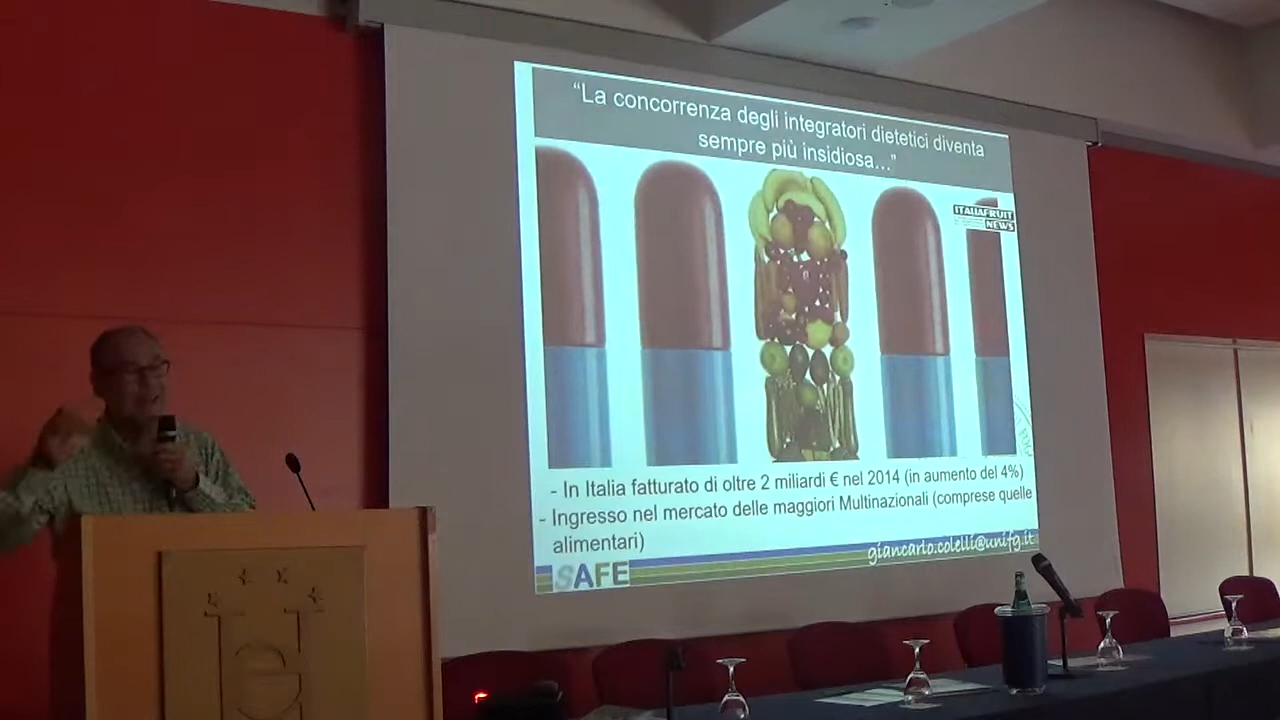 “La concorrenza degli integratori dietetici diventa
sempre più insidiosa…”
ITALIAFRUIT
NEWS
- In Italia fatturato di oltre 2 miliardi € nel 2014 (in aumento del 4%)
- Ingresso nel mercato delle maggiori Multinazionali (comprese quelle
alimentari)
giancarlo.colelli@unifg.it
SAFE